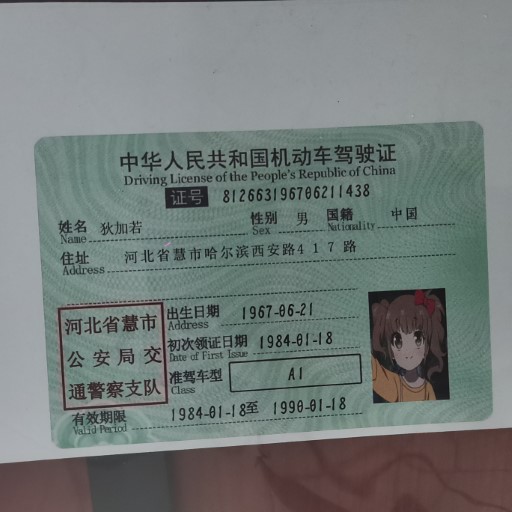 中华人民共和国机动车驾驶证
Driving License of the People's Republic of China
证号 812663196706211438
姓名 狄加若 性别 男 国籍 中国
Name Sex Nationality
住址 河北省慧市哈尔滨西安路417路
Address
河北省慧市
公安局交
通警察支队
出生日期 1967-06-21
Address
初次领证日期 1984-01-18
Date of First Issue
准驾车型 A1
Class
有效期限 1984-01-18至 1990-01-18
Valid Period